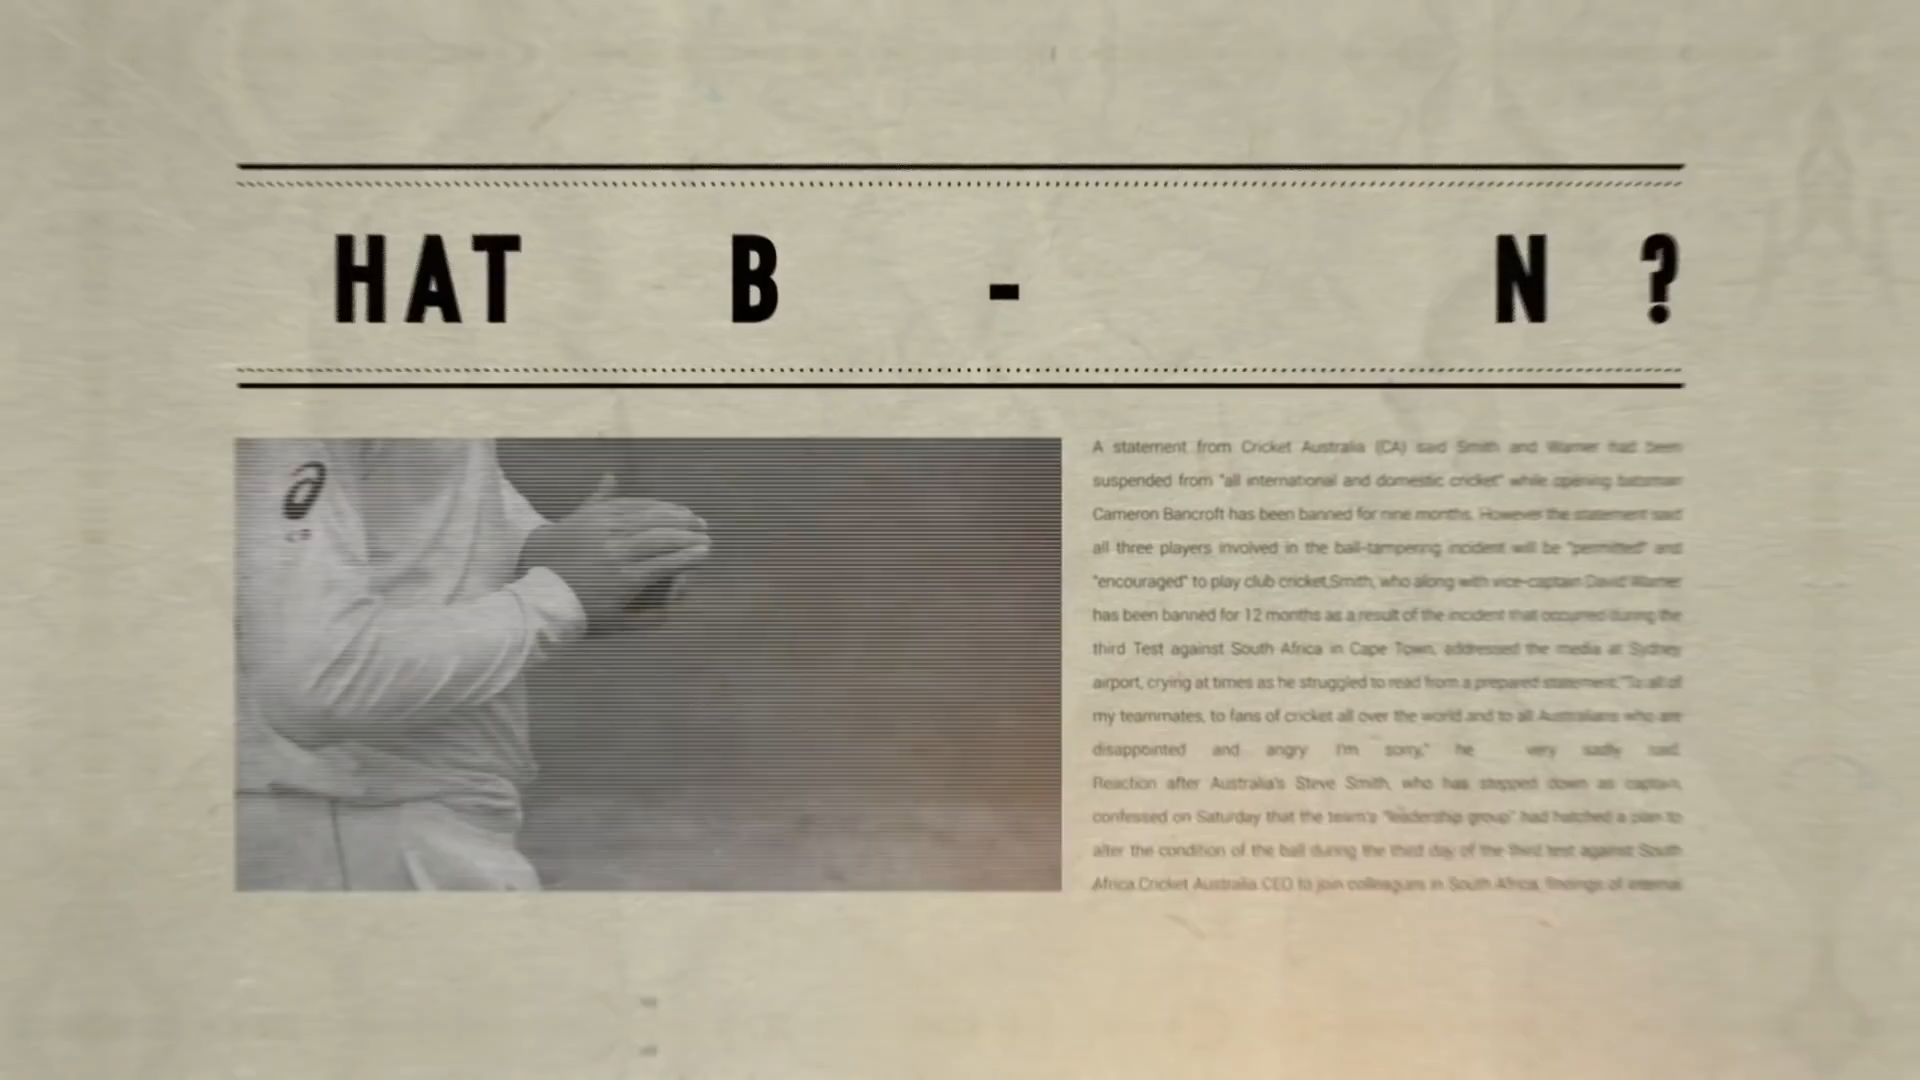 HAT B - N ?
A statement from Cricket Australia (CA) said Smith and Warner had been
suspended from "all international and domestic cricket" while opening batsman
Cameron Bancroft has been banned for nine months. However the statement said
all three players involved in the ball-tampering incident will be "permitted" and
"encouraged" to play club cricket,Smith, who along with vice-captain David Warner
has been banned for 12 months as a result of the incident that occurred during the
third Test against South Africa in Cape Town, addressed the media at Sydney
airport, crying at times as he struggled to read from a prepared statement."To all of
my teammates, to fans of cricket all over the world and to all Australians who are
disappointed and angry I'm sorry," he very sadly said.
Reaction after Australia's Steve Smith, who has stepped down as captain,
confessed on Saturday that the team's "leadership group" had hatched a plan to
alter the condition of the ball during the third day of the third test against South
Africa.Cricket Australia CEO to join colleagues in South Africa, findings of internal